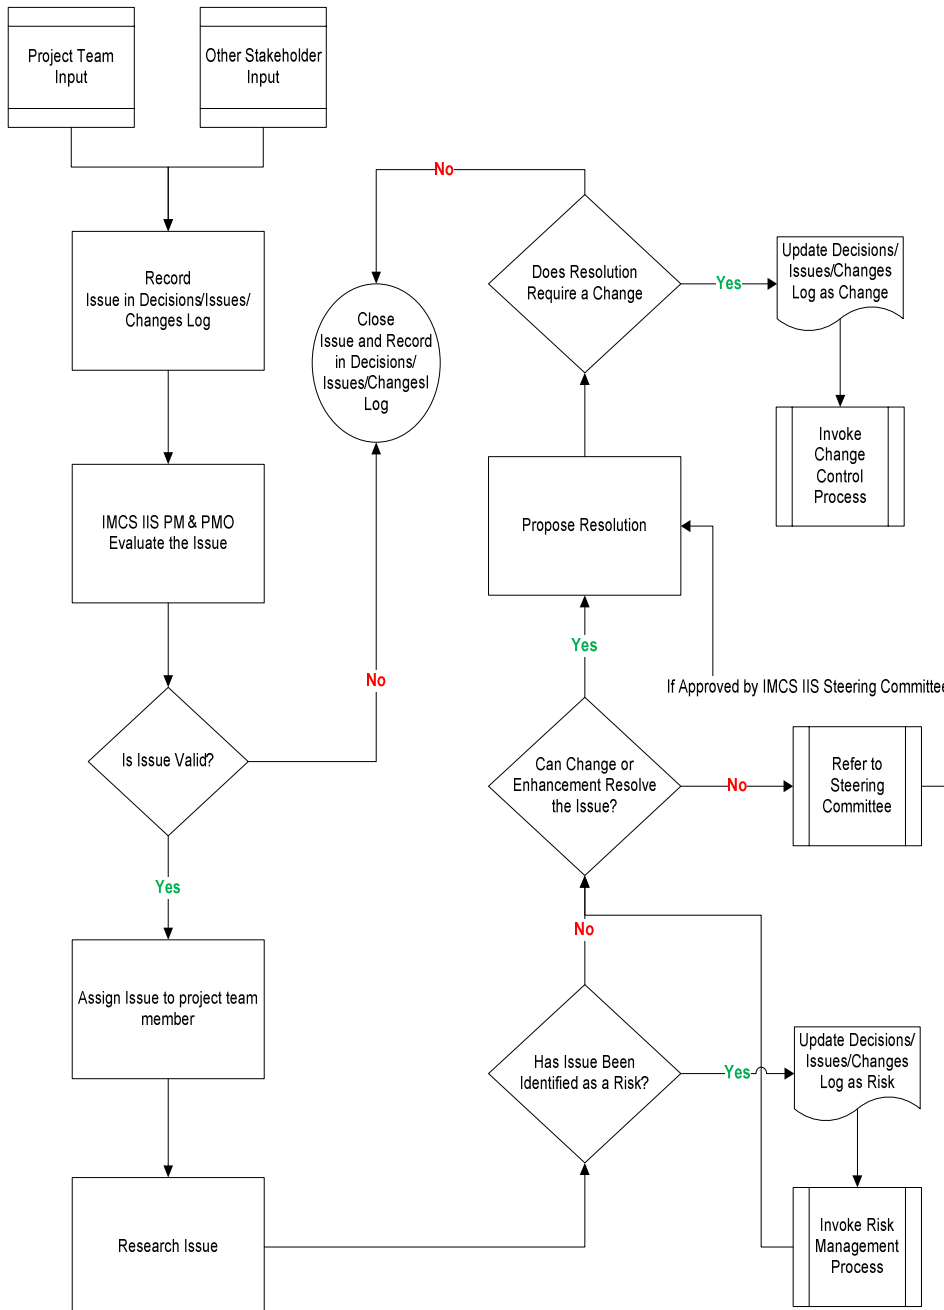 Project Team
Input
Other Stakeholder
Input
Record
Issue in Decisions/Issues/
Changes Log
IMCS IIS PM & PMO
Evaluate the Issue
Is Issue Valid?
No
Yes
Assign Issue to project team
member
Research Issue
Close
Issue and Record
in Decisions/
Issues/Changesl
Log
No
Does Resolution
Require a Change
Yes
Update Decisions/
Issues/Changes
Log as Change
Invoke
Change
Control
Process
Propose Resolution
Yes
If Approved by IMCS IIS Steering Committee
Can Change or
Enhancement Resolve
the Issue?
No
Refer to
Steering
Committee
No
Has Issue Been
Identified as a Risk?
Yes
Update Decisions/
Issues/Changes
Log as Risk
Invoke Risk
Management
Process